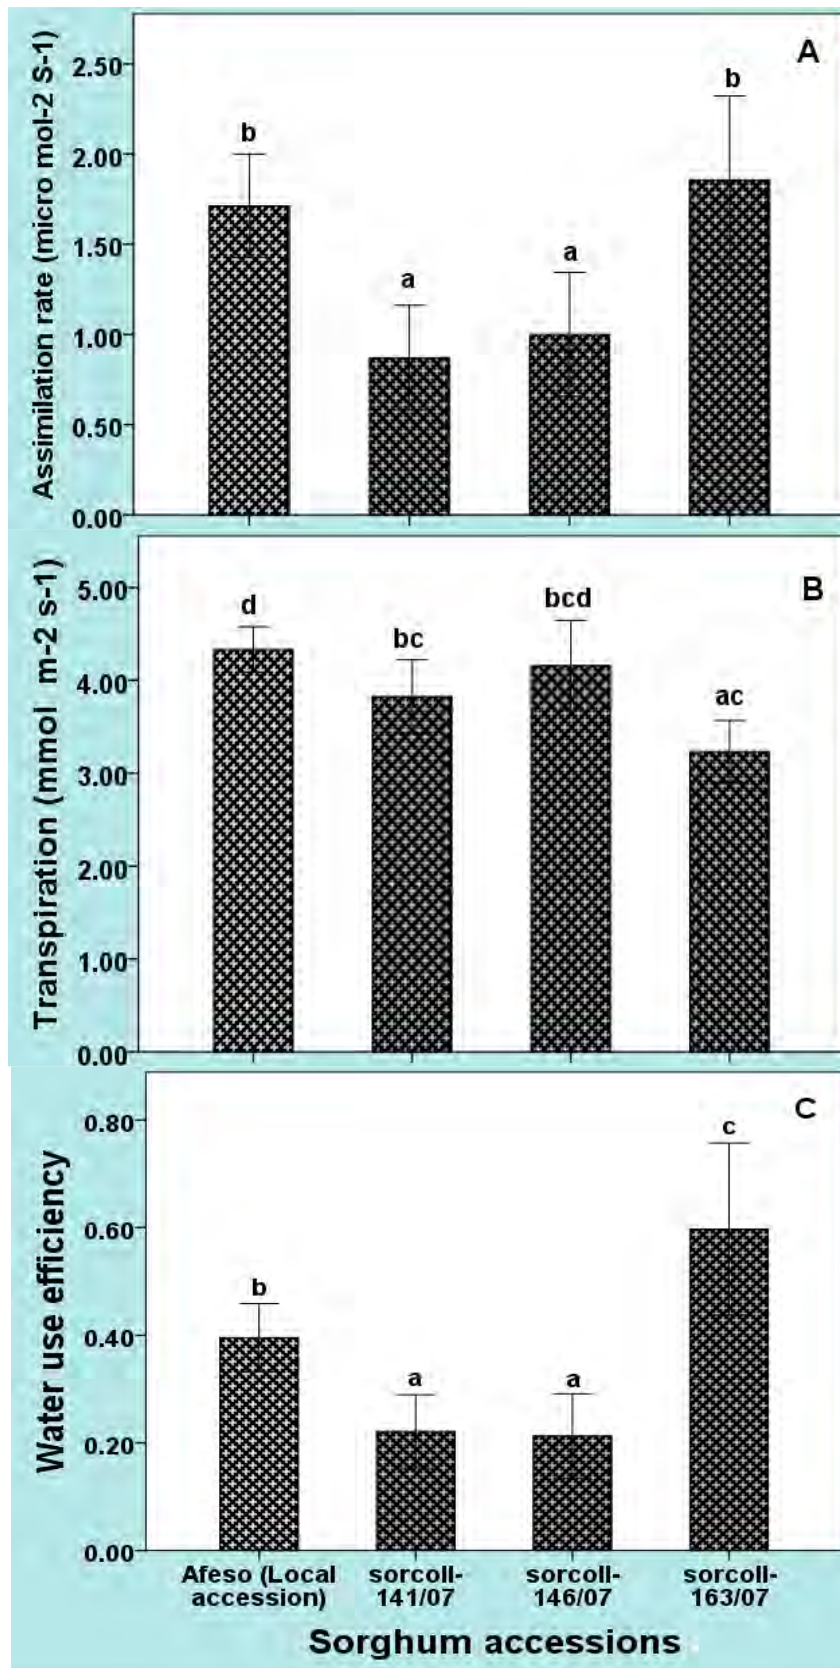 A
Assimilation rate (micro mol-2 S-1)
2.50
2.00
1.50
1.00
0.50
0.00
b
a
a
b
B
Transpiration (mmol m-2 s-1)
5.00
4.00
3.00
2.00
1.00
0.00
d
bc
bcd
ac
C
Water use efficiency
0.80
0.60
0.40
0.20
0.00
b
a
a
c
Afeso (Local
accession)
sorcoll-
141/07
sorcoll-
146/07
sorcoll-
163/07
Sorghum accessions